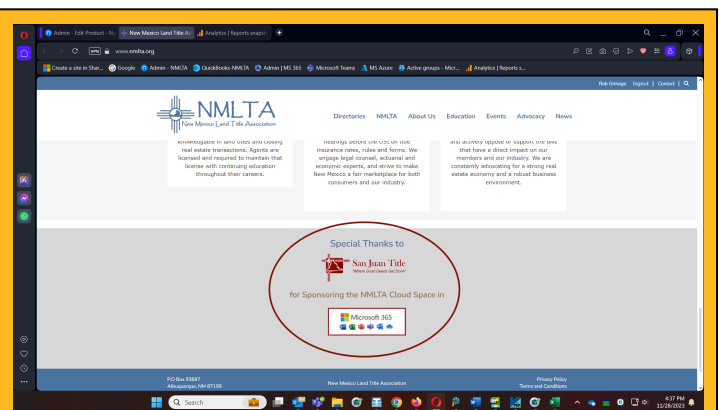 Admin - Edit Product - N
New Mexico Land Title As
Analytics | Reports snaps
VPN
www.nmlta.org
Create a site in Shar...
Google
Admin - NMLTA
QuickBooks-NMLTA
Admin | MS 365
Microsoft Teams
MS Azure
Active groups - Micr...
Analytics | Reports s...
Rob Grinage Logout | Contact |
NMLTA
New Mexico Land Title Association
Directories NMLTA About Us Education Events Advocacy News
knowledgable in land titles and closing
real estate transactions. Agents are
licensed and required to maintain that
license with continuing education
throughout their careers.
hearings before the OSI on title
insurance rates, rules and forms. We
engage legal counsel, actuarial and
economic experts, and strive to make
New Mexico a fair marketplace for both
consumers and our industry.
and actively oppose or support the bills
that have a direct impact on our
members and our industry. We are
constantly advocating for a strong real
estate economy and a robust business
environment.
Special Thanks to
San Juan Title
"Where Good Deeds Get Done"
for Sponsoring the NMLTA Cloud Space in
Microsoft 365
P.O Box 93697
Albuquerque, NM 87199
New Mexico Land Title Association
Privacy Policy
Terms and Conditions
Search
4:37 PM
11/28/2023